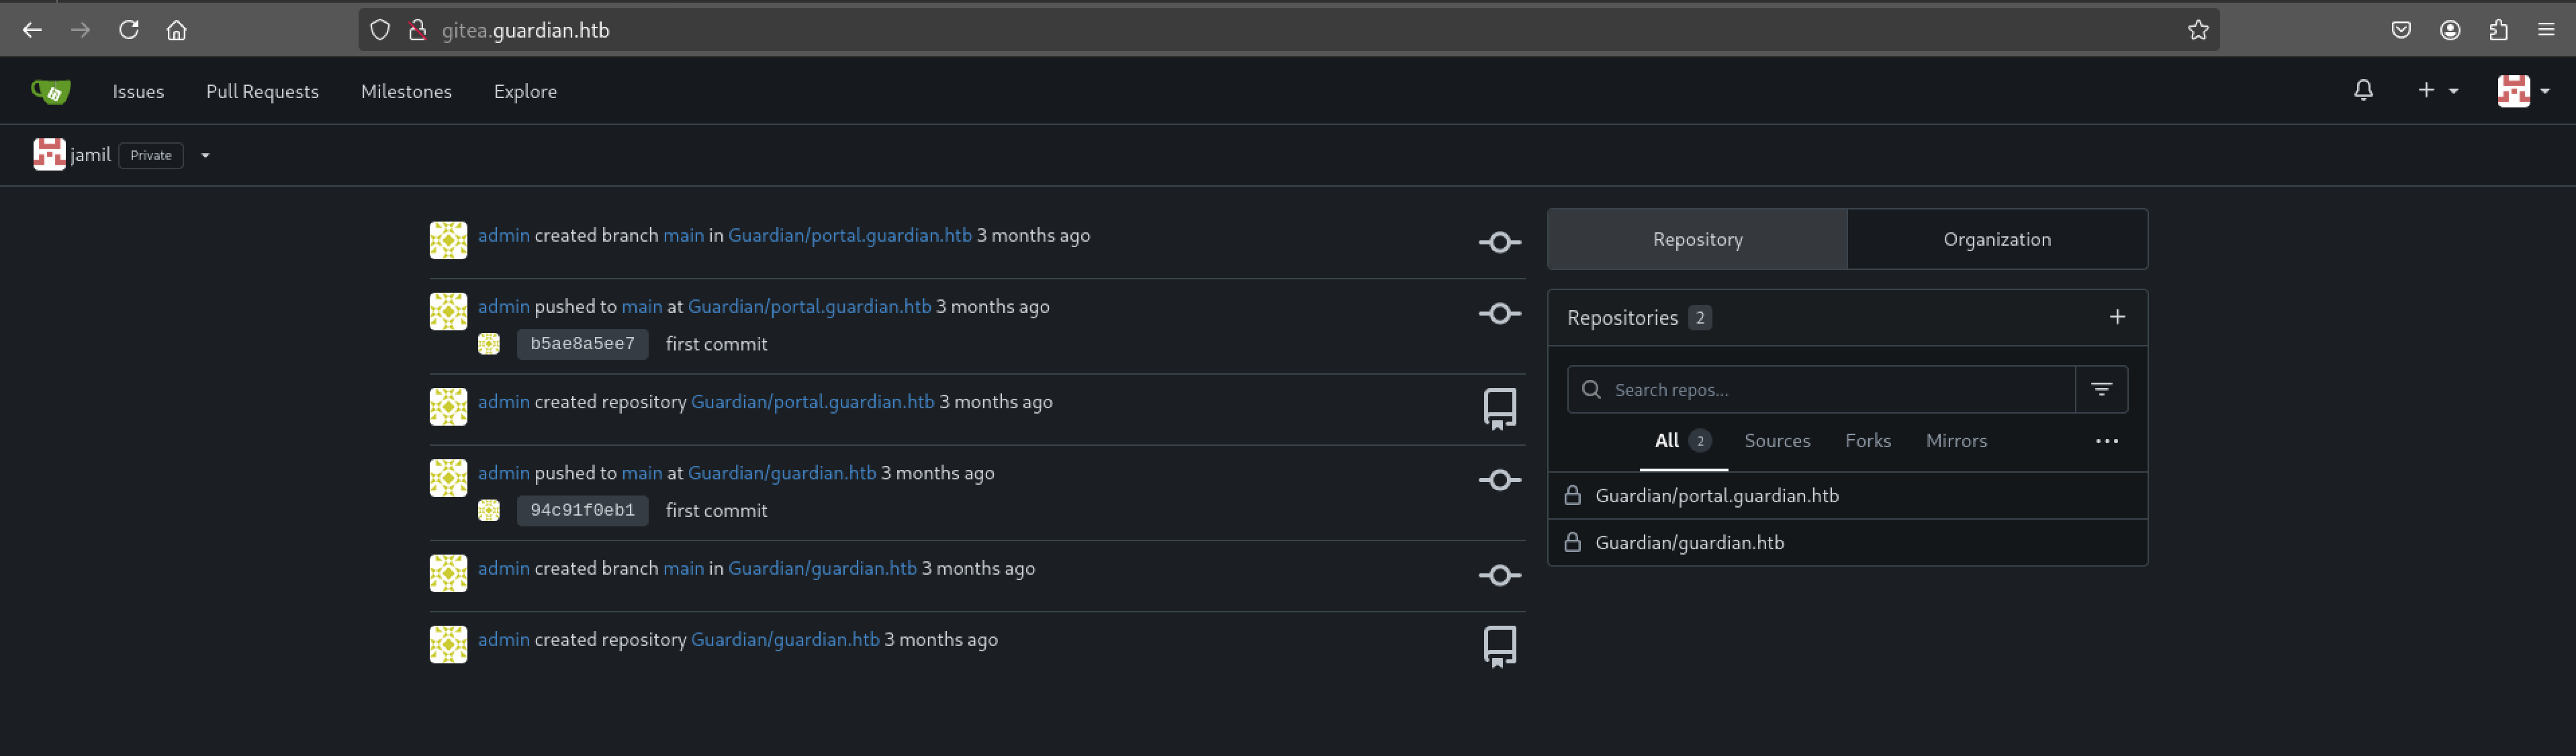 gitea.guardian.htb
Issues Pull Requests Milestones Explore
jamil Private
admin created branch main in Guardian/portal.guardian.htb 3 months ago
admin pushed to main at Guardian/portal.guardian.htb 3 months ago
b5ae8a5ee7 first commit
admin created repository Guardian/portal.guardian.htb 3 months ago
admin pushed to main at Guardian/guardian.htb 3 months ago
94c91f0eb1 first commit
admin created branch main in Guardian/guardian.htb 3 months ago
admin created repository Guardian/guardian.htb 3 months ago
Repository Organization
Repositories 2
Search repos...
All 2 Sources Forks Mirrors
Guardian/portal.guardian.htb
Guardian/guardian.htb